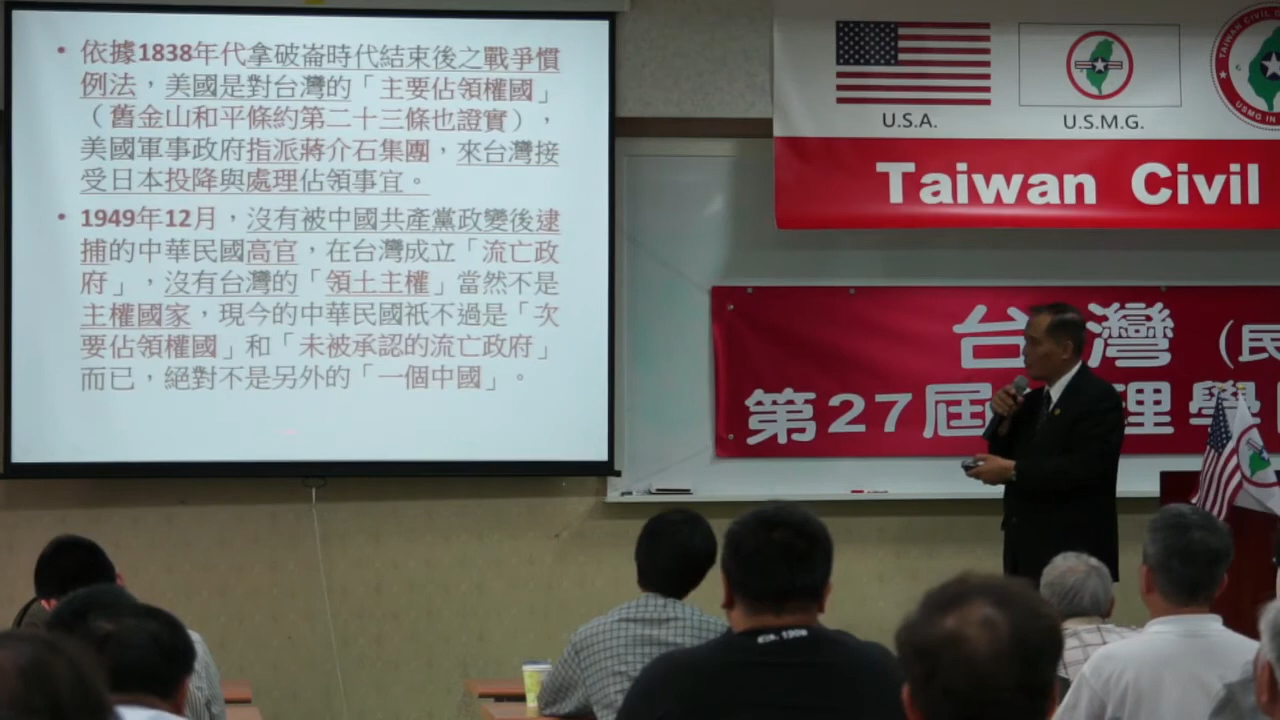 • 依據1838年代拿破崙時代結束後之戰爭慣
例法，美國是對台灣的「主要佔領權國」
（舊金山和平條約第二十三條也證實），
美國軍事政府指派蔣介石集團，來台灣接
受日本投降與處理佔領事宜。
• 1949年12月，沒有被中國共產黨政變後逮
捕的中華民國高官，在台灣成立「流亡政
府」，沒有台灣的「領土主權」當然不是
主權國家，現今的中華民國祇不過是「次
要佔領權國」和「未被承認的流亡政府」
而已，絕對不是另外的「一個中國」。
U.S.A.
U.S.M.G.
TAIWAN CIVIL
USMG IN
Taiwan Civil
台灣（民
第27屆 理學